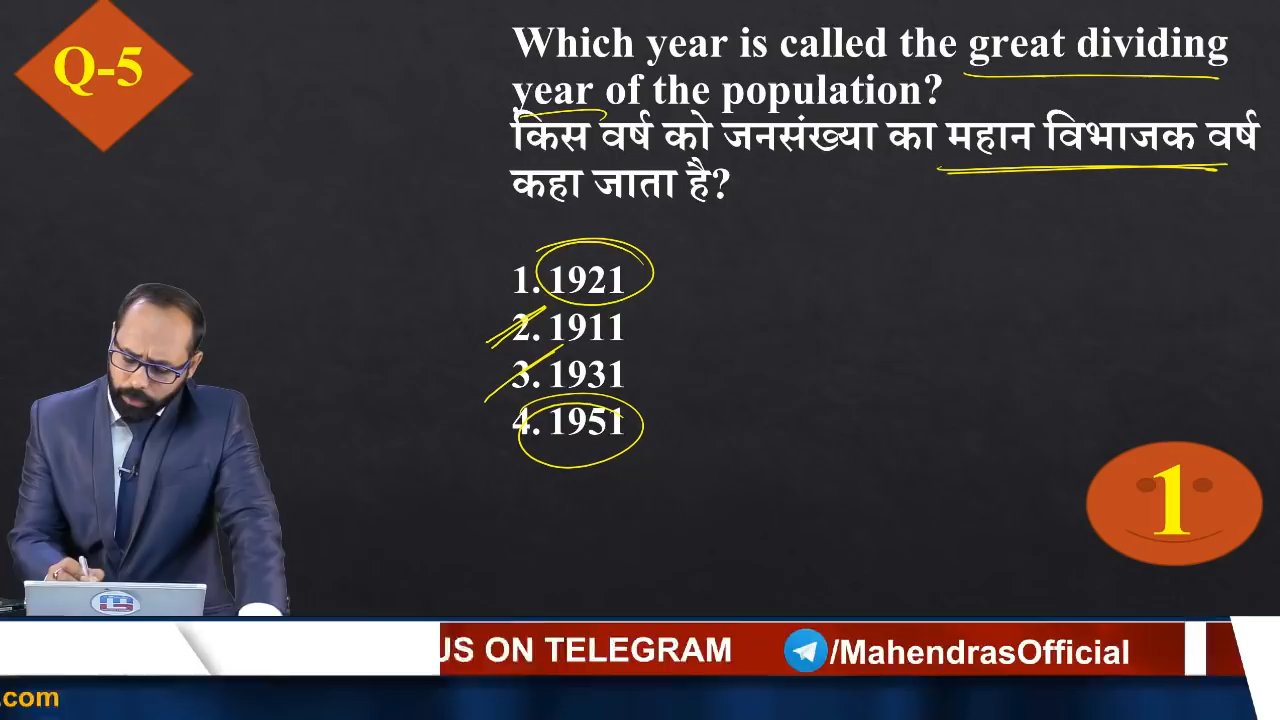 Q-5
Which year is called the great dividing
year of the population?
किस वर्ष को जनसंख्या का महान विभाजक वर्ष
कहा जाता है?
1. 1921
2. 1911
3. 1931
4. 1951
1
US ON TELEGRAM
/MahendrasOfficial
.com